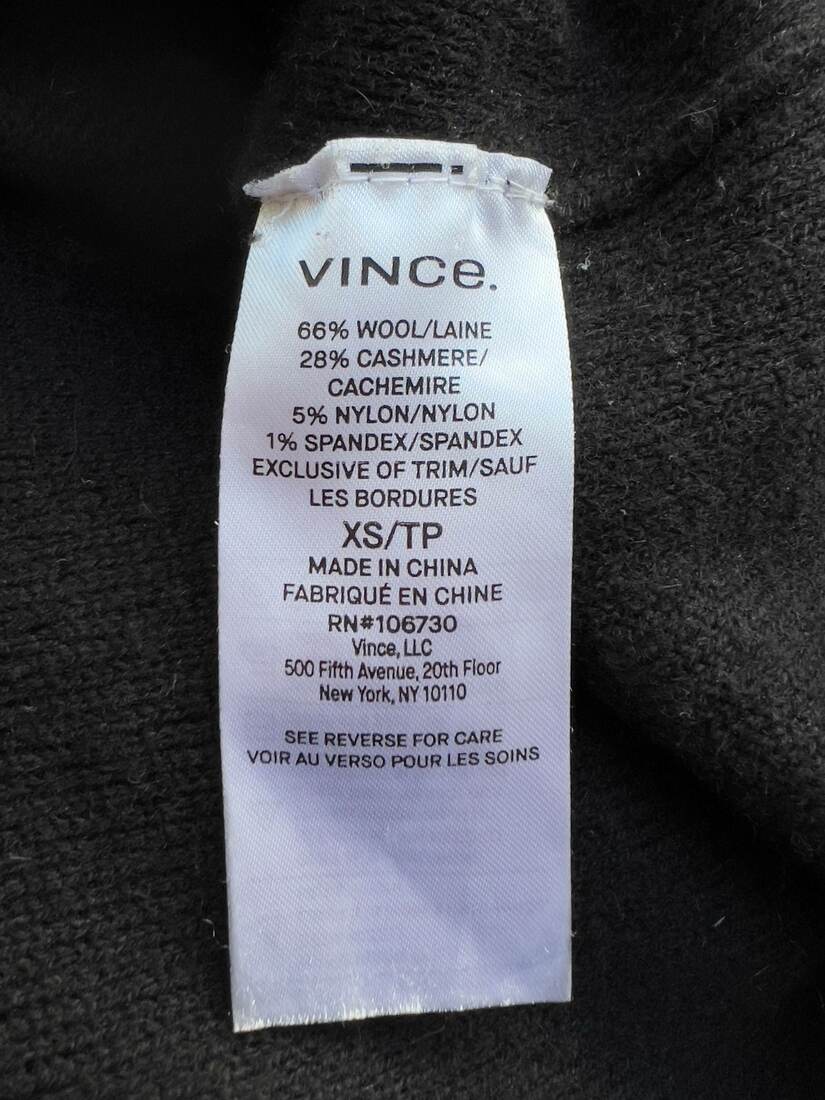 VINCe.
66% WOOL/LAINE
28% CASHMERE/
CACHEMIRE
5% NYLON/NYLON
1% SPANDEX/SPANDEX
EXCLUSIVE OF TRIM/SAUF
LES BORDURES
XS/TP
MADE IN CHINA
FABRIQUÉ EN CHINE
RN#106730
Vince, LLC
500 Fifth Avenue, 20th Floor
New York, NY 10110
SEE REVERSE FOR CARE
VOIR AU VERSO POUR LES SOINS